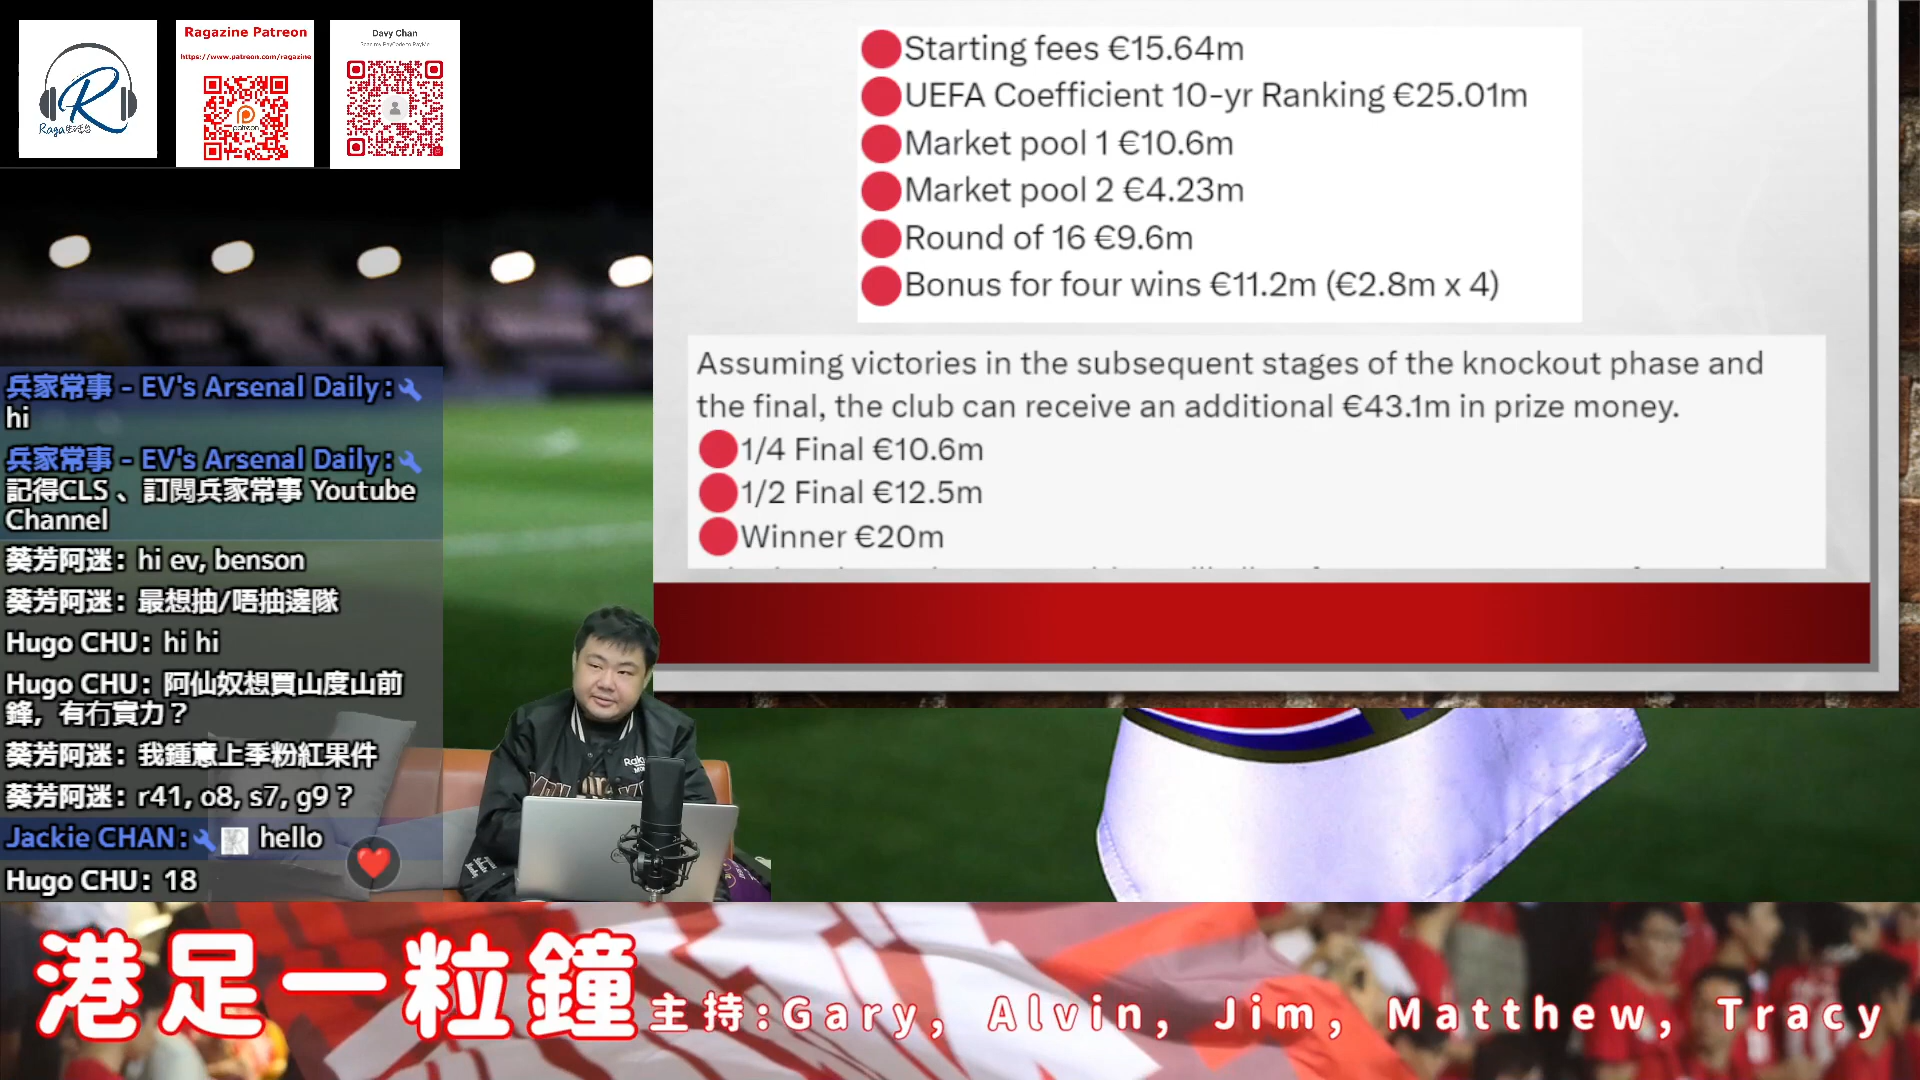 Ragazine Patreon
https://www.patreon.com/ragazine
patreon
Davy Chan
R
Starting fees €15.64m
UEFA Coefficient 10-yr Ranking €25.01m
Market pool 1 €10.6m
Market pool 2 €4.23m
Round of 16 €9.6m
Bonus for four wins €11.2m (€2.8m x 4)
Assuming victories in the subsequent stages of the knockout phase and
the final, the club can receive an additional €43.1m in prize money.
1/4 Final €10.6m
1/2 Final €12.5m
Winner €20m
兵家常事 - EV's Arsenal Daily:
hi
兵家常事 - EV's Arsenal Daily:
記得CLS 、訂閱兵家常事 Youtube
Channel
葵芳阿迷: hi ev, benson
葵芳阿迷: 最想抽/唔抽邊隊
Hugo CHU: hi hi
Hugo CHU: 阿仙奴想買山度山前
鋒，有冇實力？
葵芳阿迷: 我鍾意上季粉紅果件
葵芳阿迷: r41, o8, s7, g9 ?
Jackie CHAN: hello
Hugo CHU: 18
港足一粒鐘
主持:Gary, Alvin, Jim, Matthew, Tracy